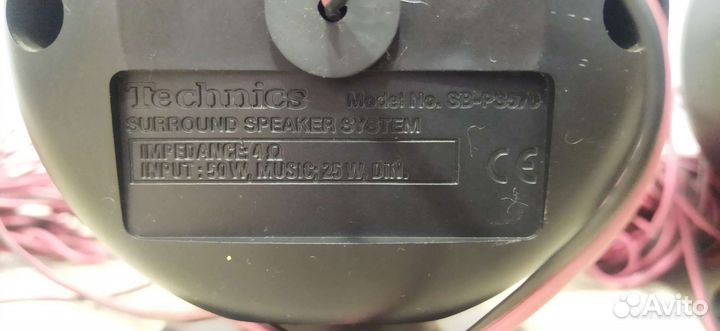 Technics Model No. SB-PS570
SURROUND SPEAKER SYSTEM
IMPEDANCE: 4 Ω
INPUT : 50 W, MUSIC, 25 W, DIN.
CE
Avito